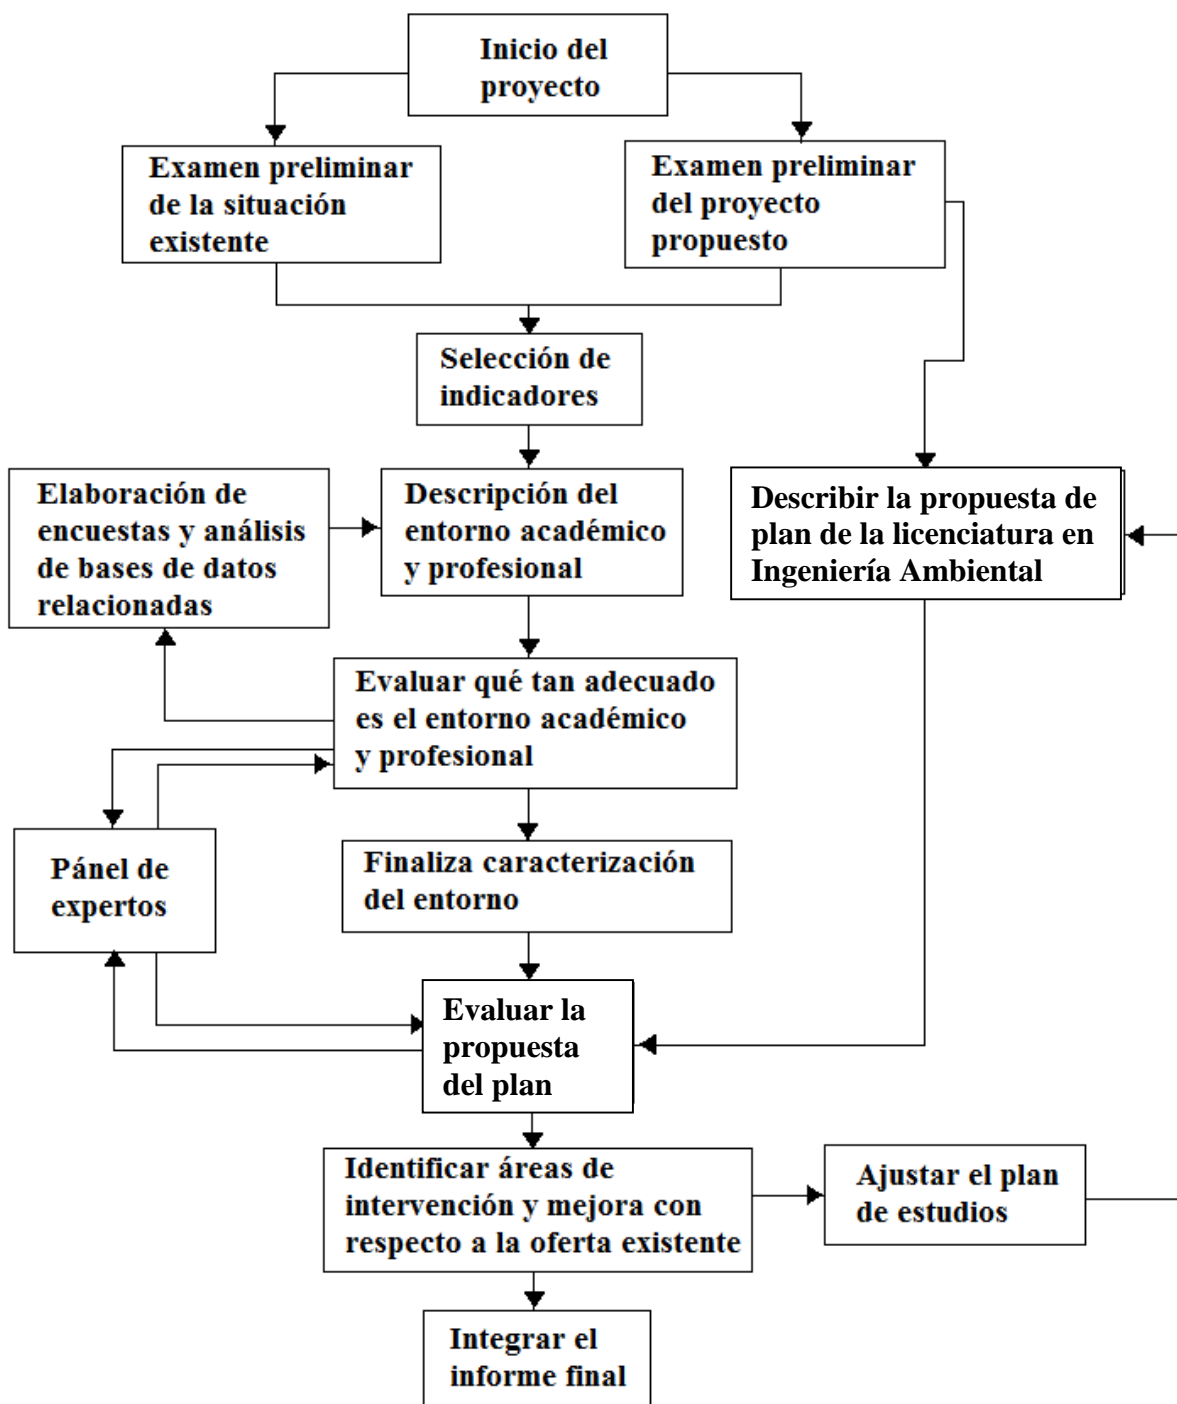 Inicio del
proyecto
Examen preliminar
de la situación
existente
Examen preliminar
del proyecto
propuesto
Selección de
indicadores
Elaboración de
encuestas y análisis
de bases de datos
relacionadas
Descripción del
entorno académico
y profesional
Describir la propuesta de
plan de la licenciatura en
Ingeniería Ambiental
Evaluar qué tan adecuado
es el entorno académico
y profesional
Pánel de
expertos
Finaliza caracterización
del entorno
Evaluar la
propuesta
del plan
Identificar áreas de
intervención y mejora con
respecto a la oferta existente
Ajustar el plan
de estudios
Integrar el
informe final